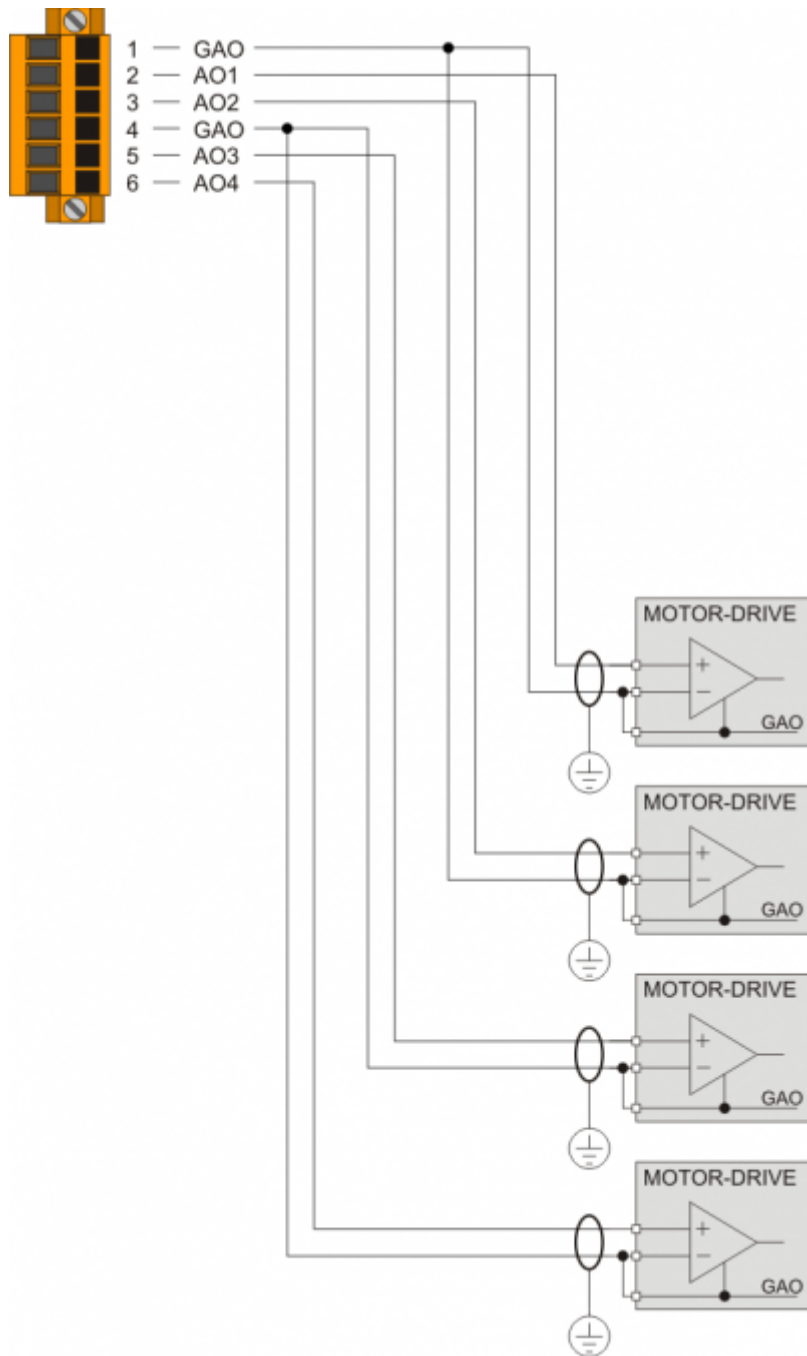 1 — GAO
2 — AO1
3 — AO2
4 — GAO
5 — AO3
6 — AO4
MOTOR-DRIVE
+
−
GAO
MOTOR-DRIVE
+
−
GAO
MOTOR-DRIVE
+
−
GAO
MOTOR-DRIVE
+
−
GAO